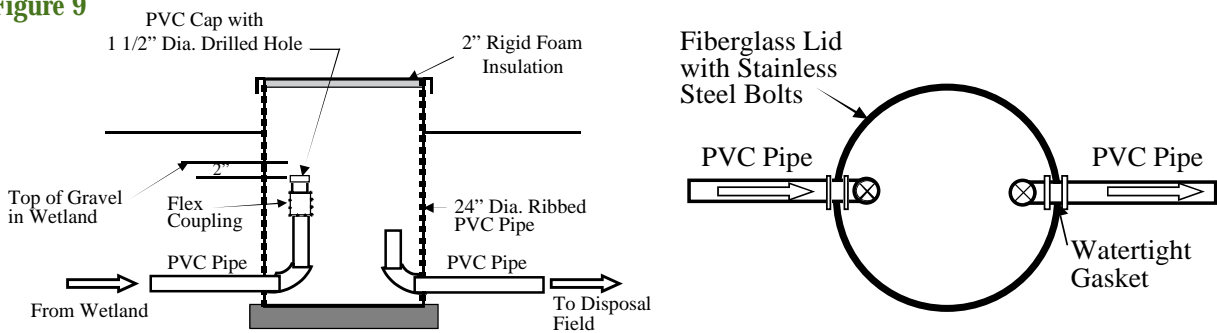 Figure 9
PVC Cap with
1 1/2” Dia. Drilled Hole
2” Rigid Foam
Insulation
2”
Top of Gravel
in Wetland
Flex
Coupling
24” Dia. Ribbed
PVC Pipe
PVC Pipe
PVC Pipe
From Wetland
To Disposal
Field
Fiberglass Lid
with Stainless
Steel Bolts
PVC Pipe
PVC Pipe
Watertight
Gasket